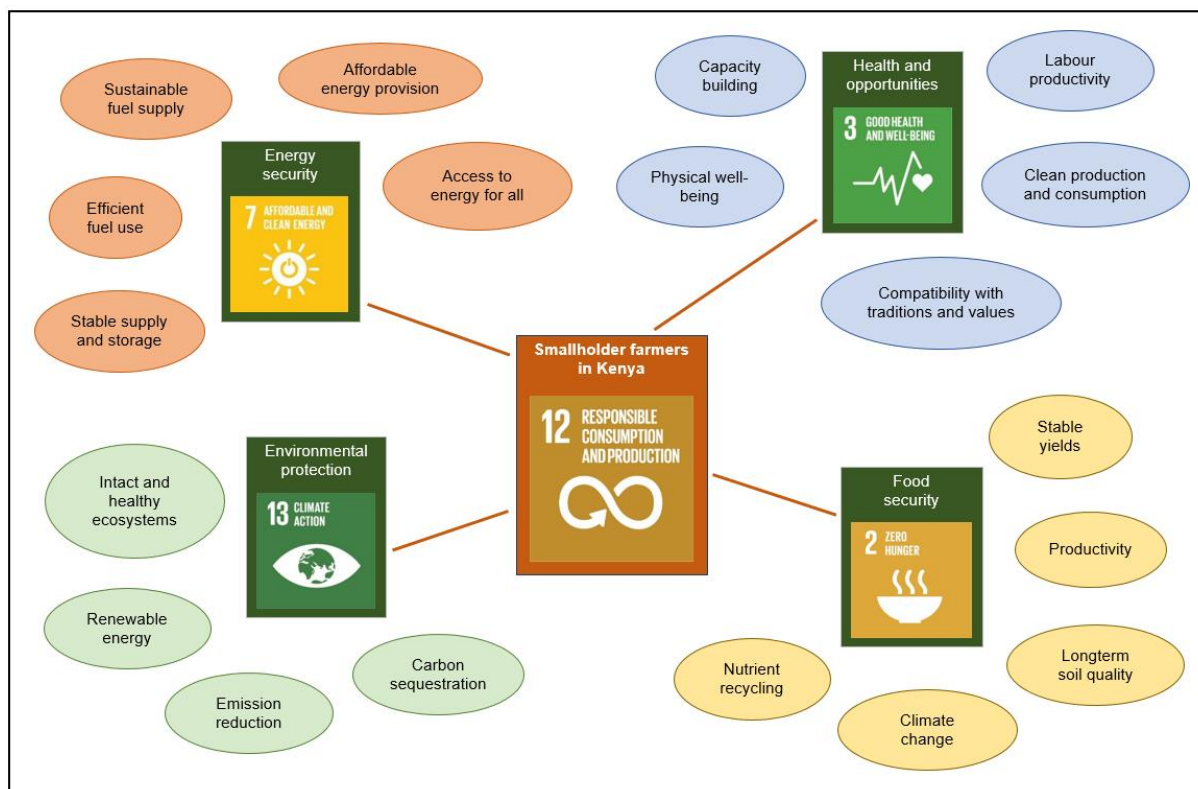 Sustainable
fuel supply
Affordable
energy provision
Energy
security
7 AFFORDABLE AND
CLEAN ENERGY
Access to
energy for all
Efficient
fuel use
Stable supply
and storage
Capacity
building
Health and
opportunities
3 GOOD HEALTH
AND WELL-BEING
Labour
productivity
Physical well-
being
Clean production
and consumption
Compatibility with
traditions and values
Smallholder farmers
in Kenya
12 RESPONSIBLE
CONSUMPTION
AND PRODUCTION
Environmental
protection
13 CLIMATE
ACTION
Intact and
healthy
ecosystems
Renewable
energy
Emission
reduction
Carbon
sequestration
Food
security
2 ZERO
HUNGER
Stable
yields
Productivity
Longterm
soil quality
Climate
change
Nutrient
recycling